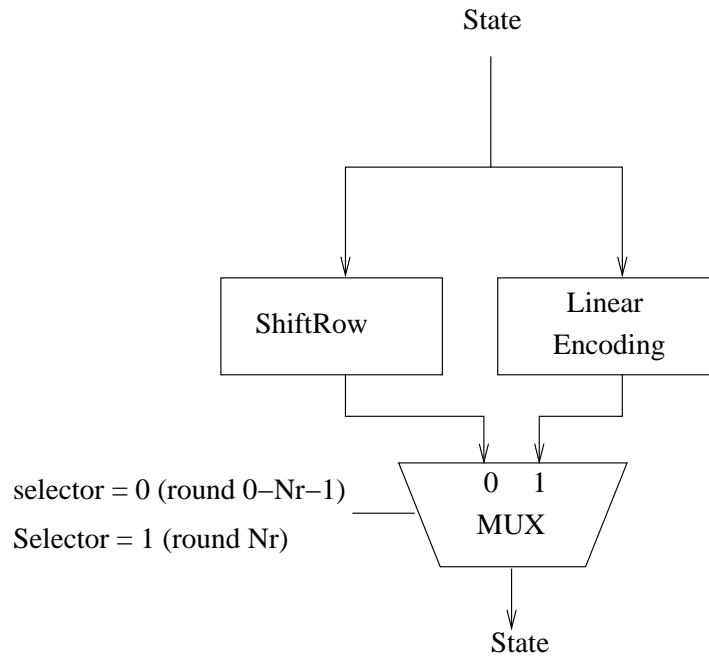 State
ShiftRow
Linear
Encoding
0 1
MUX
selector = 0 (round 0–Nr–1)
Selector = 1 (round Nr)
State